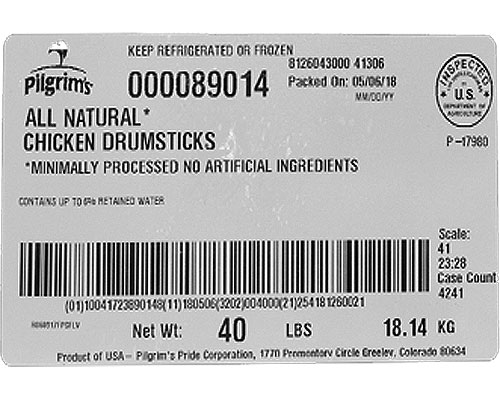 KEEP REFRIGERATED OR FROZEN
Pilgrim's
000089014
8126043000 41306
Packed On: 05/06/18
MM/DD/YY
INSPECTED
U.S.
DEPARTMENT OF
AGRICULTURE
P-17980
ALL NATURAL*
CHICKEN DRUMSTICKS
*MINIMALLY PROCESSED NO ARTIFICIAL INGREDIENTS
CONTAINS UP TO 6% RETAINED WATER
Scale:
41
23:28
Case Count
4241
(01)10041723890148(11)180506(3202)004000(21)254181260021
Net Wt: 40 LBS 18.14 KG
Product of USA- Pilgrim's Pride Corporation, 1770 Promontory Circle Greeley, Colorado 80634